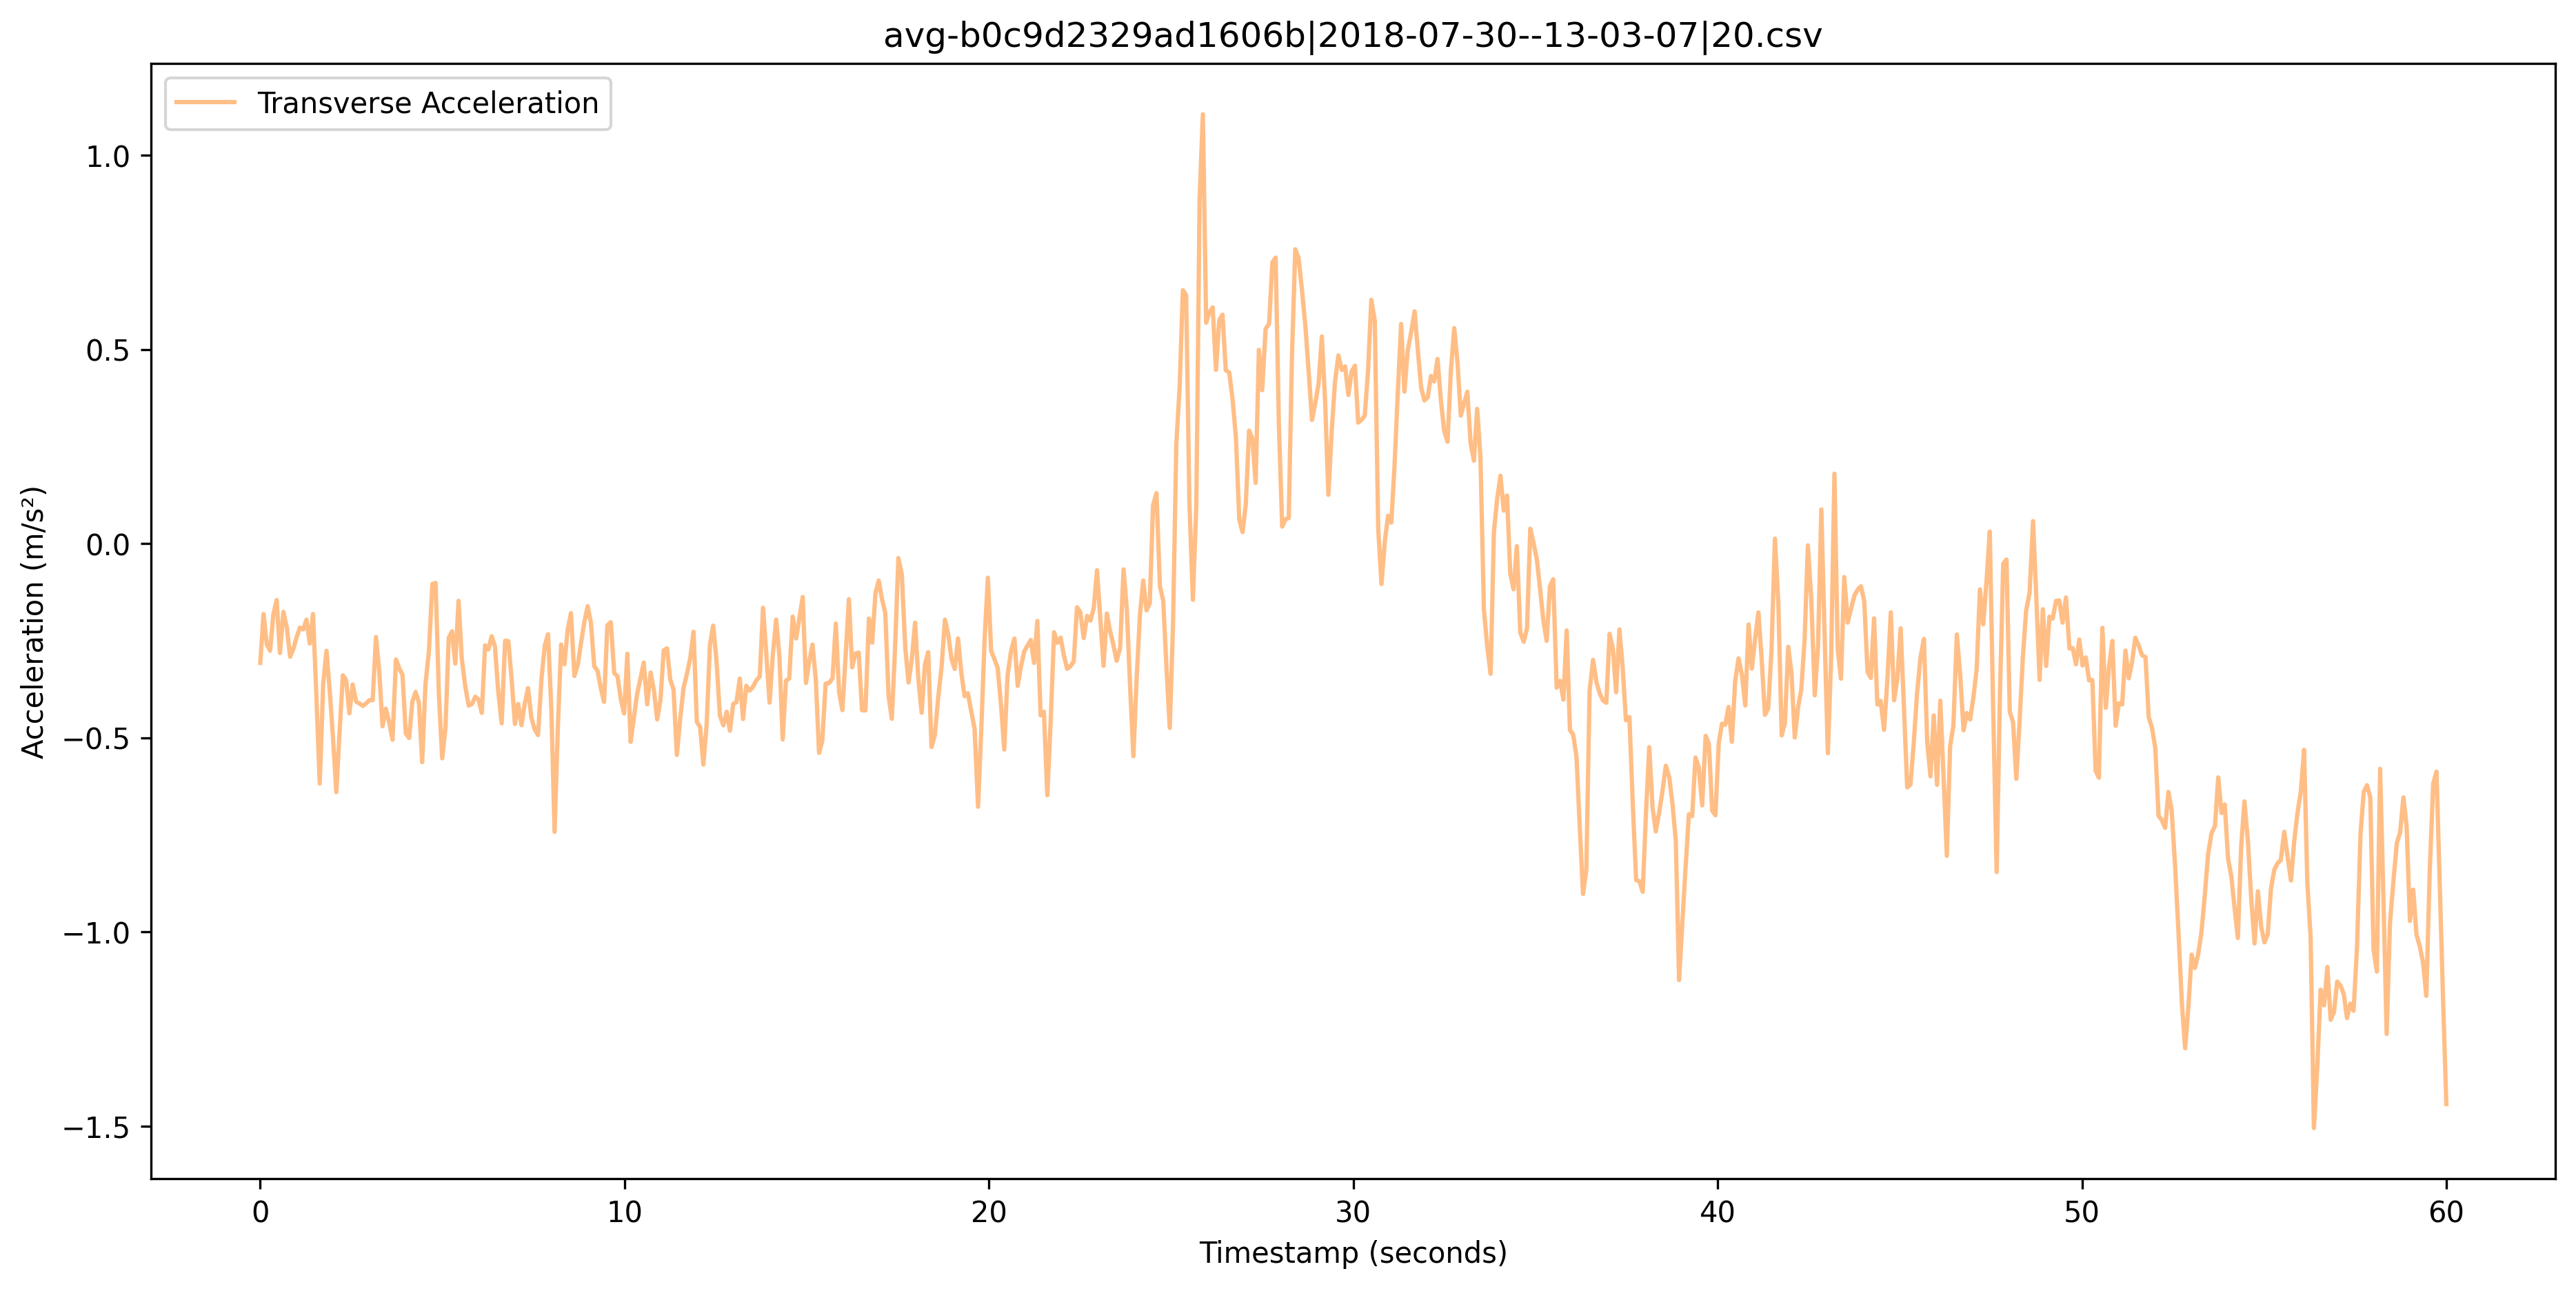 avg-b0c9d2329ad1606b|2018-07-30--13-03-07|20.csv
Transverse Acceleration
1.0
0.5
0.0
−0.5
−1.0
−1.5
Acceleration (m/s²)
0 10 20 30 40 50 60
Timestamp (seconds)